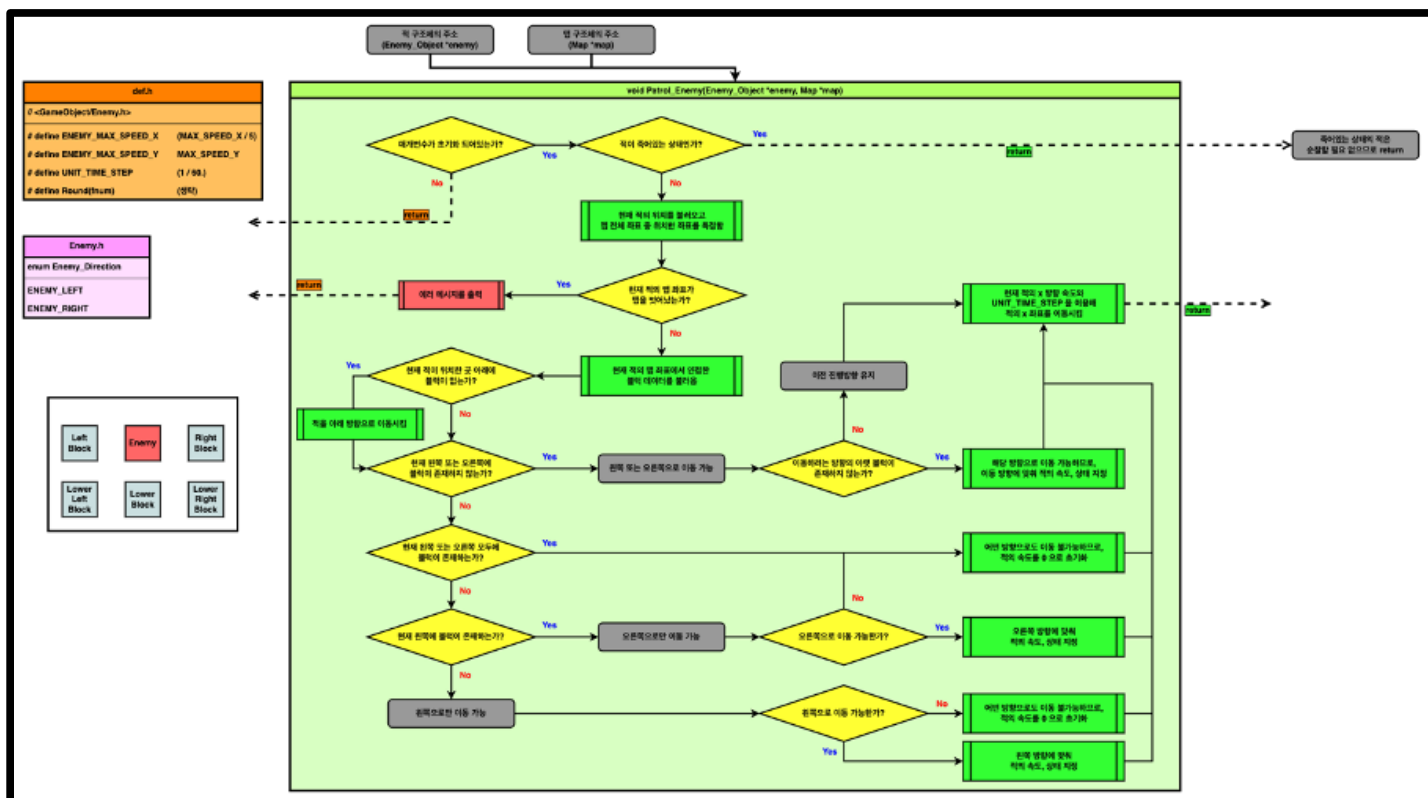 적 구조체의 주소
(Enemy_Object *enemy)
맵 구조체의 주소
(Map *map)
def.h
// <GameObject/Enemy.h>
# define ENEMY_MAX_SPEED_X (MAX_SPEED_X / 5)
# define ENEMY_MAX_SPEED_Y MAX_SPEED_Y
# define UNIT_TIME_STEP (1 / 60.)
# define Round(fnum) (생략)
Enemy.h
enum Enemy_Direction
ENEMY_LEFT
ENEMY_RIGHT
Left
Block
Enemy
Right
Block
Lower
Left
Block
Lower
Block
Lower
Right
Block
void Patrol_Enemy(Enemy_Object *enemy, Map *map)
매개변수가 초기화 되어있는가?
Yes
No
return
적이 죽어있는 상태인가?
Yes
return
No
죽어있는 상태의 적은
순찰할 필요 없으므로 return
현재 적의 위치를 불러오고
맵 전체 좌표 중 위치한 좌표를 특정함
현재 적의 맵 좌표가
맵을 벗어났는가?
Yes
No
에러 메시지를 출력
return
현재 적의 맵 좌표에서 인접한
블럭 데이터를 불러옴
현재 적이 위치한 곳 아래에
블럭이 없는가?
Yes
No
적을 아래 방향으로 이동시킴
현재 왼쪽 또는 오른쪽에
블럭이 존재하지 않는가?
Yes
No
왼쪽 또는 오른쪽으로 이동 가능
이동하려는 방향의 아랫 블럭이
존재하지 않는가?
No
Yes
이전 진행방향 유지
현재 적의 x 방향 속도와
UNIT_TIME_STEP 을 이용해
적의 x 좌표를 이동시킴
return
해당 방향으로 이동 가능하므로,
이동 방향에 맞춰 적의 속도, 상태 지정
현재 왼쪽 또는 오른쪽 모두에
블럭이 존재하는가?
Yes
No
어떤 방향으로도 이동 불가능하므로,
적의 속도를 0 으로 초기화
현재 왼쪽에 블럭이 존재하는가?
Yes
No
오른쪽으로만 이동 가능
오른쪽으로 이동 가능한가?
No
Yes
오른쪽 방향에 맞춰
적의 속도, 상태 지정
왼쪽으로만 이동 가능
왼쪽으로 이동 가능한가?
No
Yes
어떤 방향으로도 이동 불가능하므로,
적의 속도를 0 으로 초기화
왼쪽 방향에 맞춰
적의 속도, 상태 지정